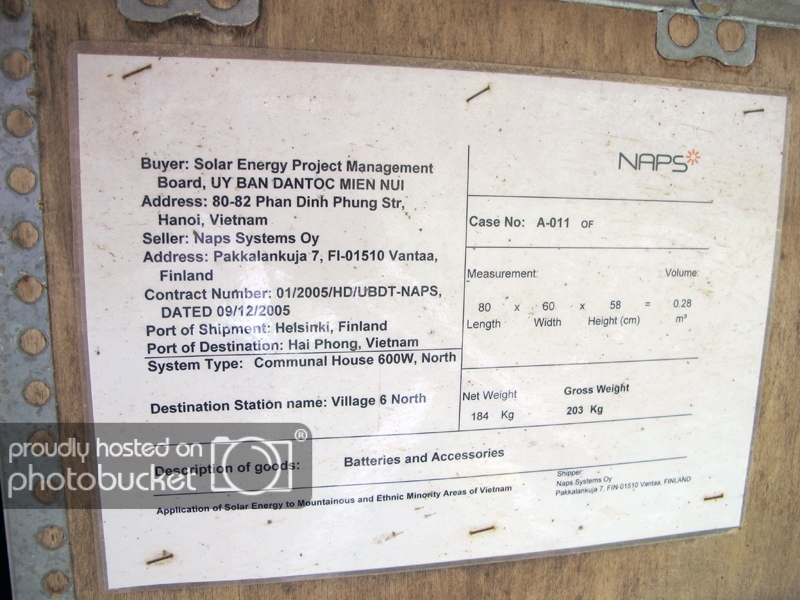 NAPS
Buyer: Solar Energy Project Management
Board, UY BAN DANTOC MIEN NUI
Address: 80-82 Phan Dinh Phung Str,
Hanoi, Vietnam
Seller: Naps Systems Oy
Address: Pakkalankuja 7, FI-01510 Vantaa,
Finland
Contract Number: 01/2005/HD/UBDT-NAPS,
DATED 09/12/2005
Port of Shipment: Helsinki, Finland
Port of Destination: Hai Phong, Vietnam
System Type: Communal House 600W, North
Destination Station name: Village 6 North
Case No: A-011 OF
Measurement: Volume:
80 x 60 x 58 = 0.28
Length Width Height (cm) m³
Net Weight Gross Weight
184 Kg 203 Kg
Description of goods: Batteries and Accessories
Application of Solar Energy to Mountainous and Ethnic Minority Areas of Vietnam
Shipper:
Naps Systems Oy
Pakkalankuja 7, FIN-01510 Vantaa, FINLAND
proudly hosted on
photobucket ®